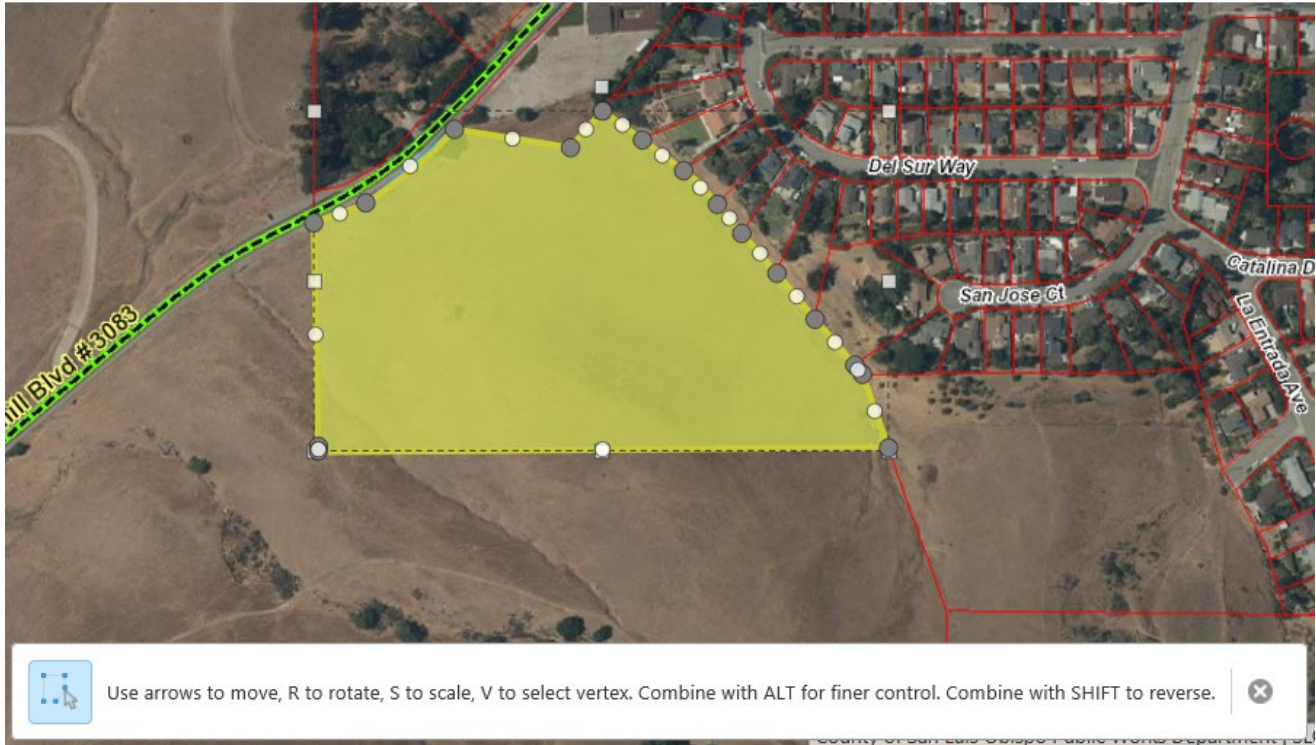 Del Sur Way
Catalina D
San Jose Ct
La Entrada Ave
ill Blvd # 3083
Use arrows to move, R to rotate, S to scale, V to select vertex. Combine with ALT for finer control. Combine with SHIFT to reverse.
County of San Luis Obispo Public Works Department |